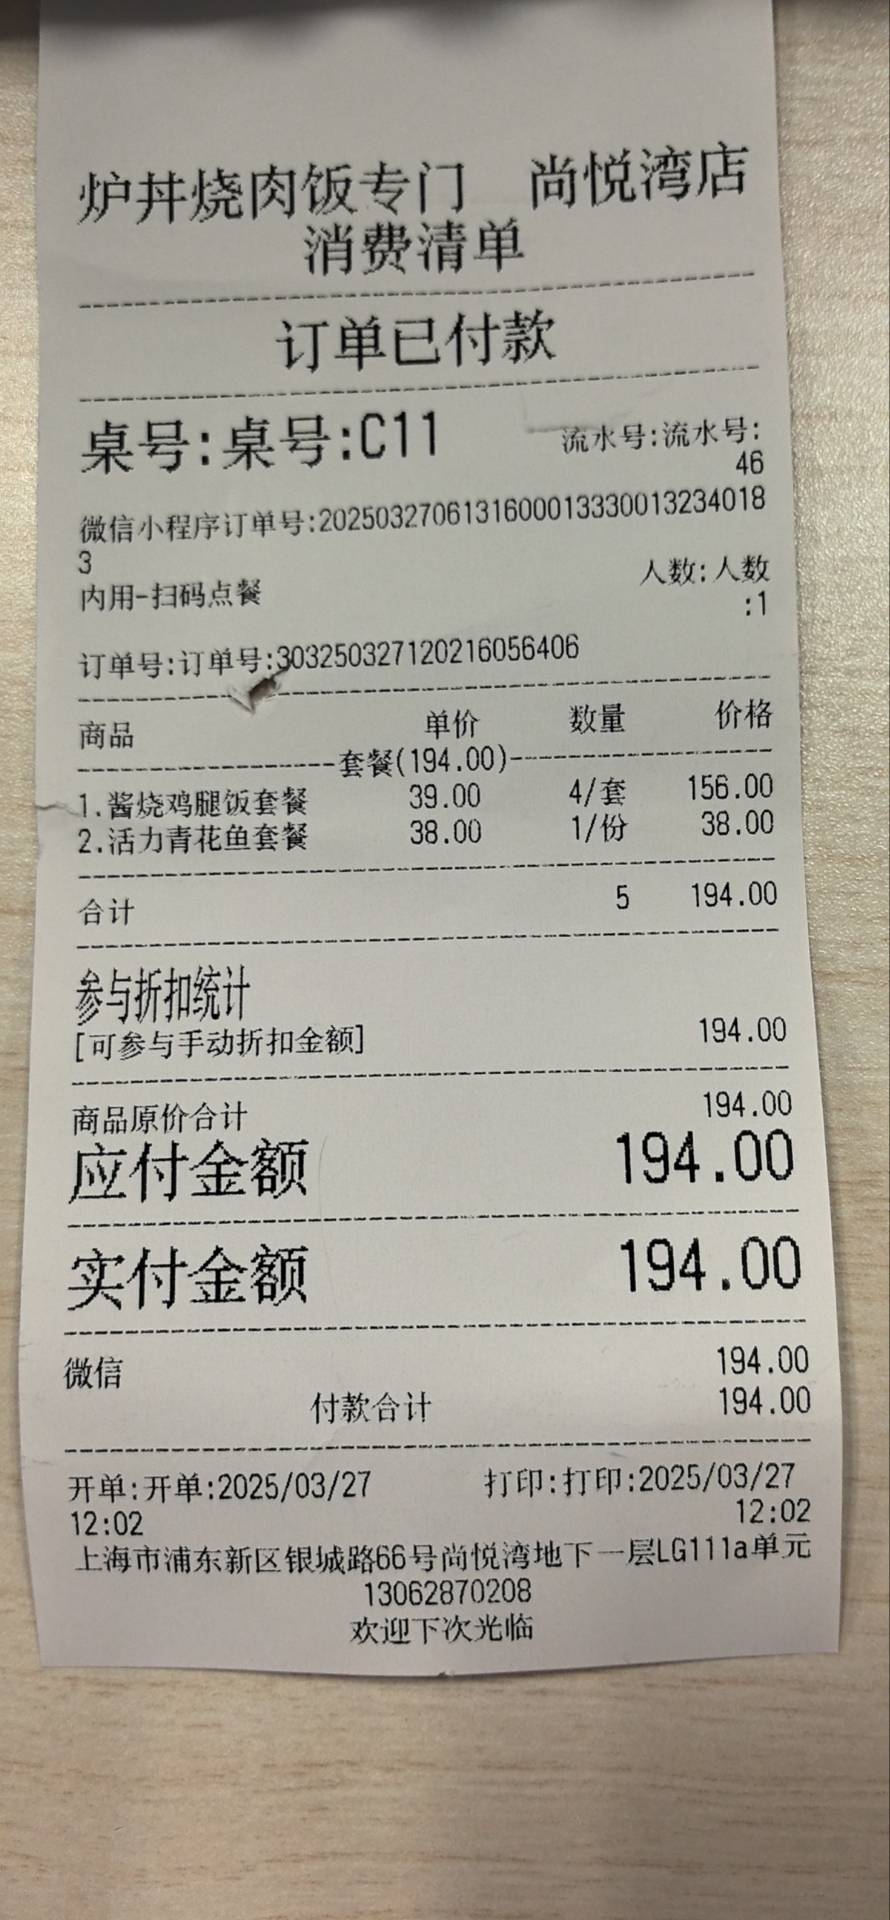 炉丼烧肉饭专门 尚悦湾店
消费清单
订单已付款
桌号:桌号:C11 流水号:流水号:
46
微信小程序订单号:2025032706131600013330013234018
3
内用-扫码点餐 人数:人数
:1
订单号:订单号:303250327120216056406
商品 单价 数量 价格
套餐(194.00)
1.酱烧鸡腿饭套餐 39.00 4/套 156.00
2.活力青花鱼套餐 38.00 1/份 38.00
合计 5 194.00
参与折扣统计
[可参与手动折扣金额] 194.00
商品原价合计 194.00
应付金额 194.00
实付金额 194.00
微信 194.00
付款合计 194.00
开单:开单:2025/03/27 打印:打印:2025/03/27
12:02 12:02
上海市浦东新区银城路66号尚悦湾地下一层LG111a单元
13062870208
欢迎下次光临